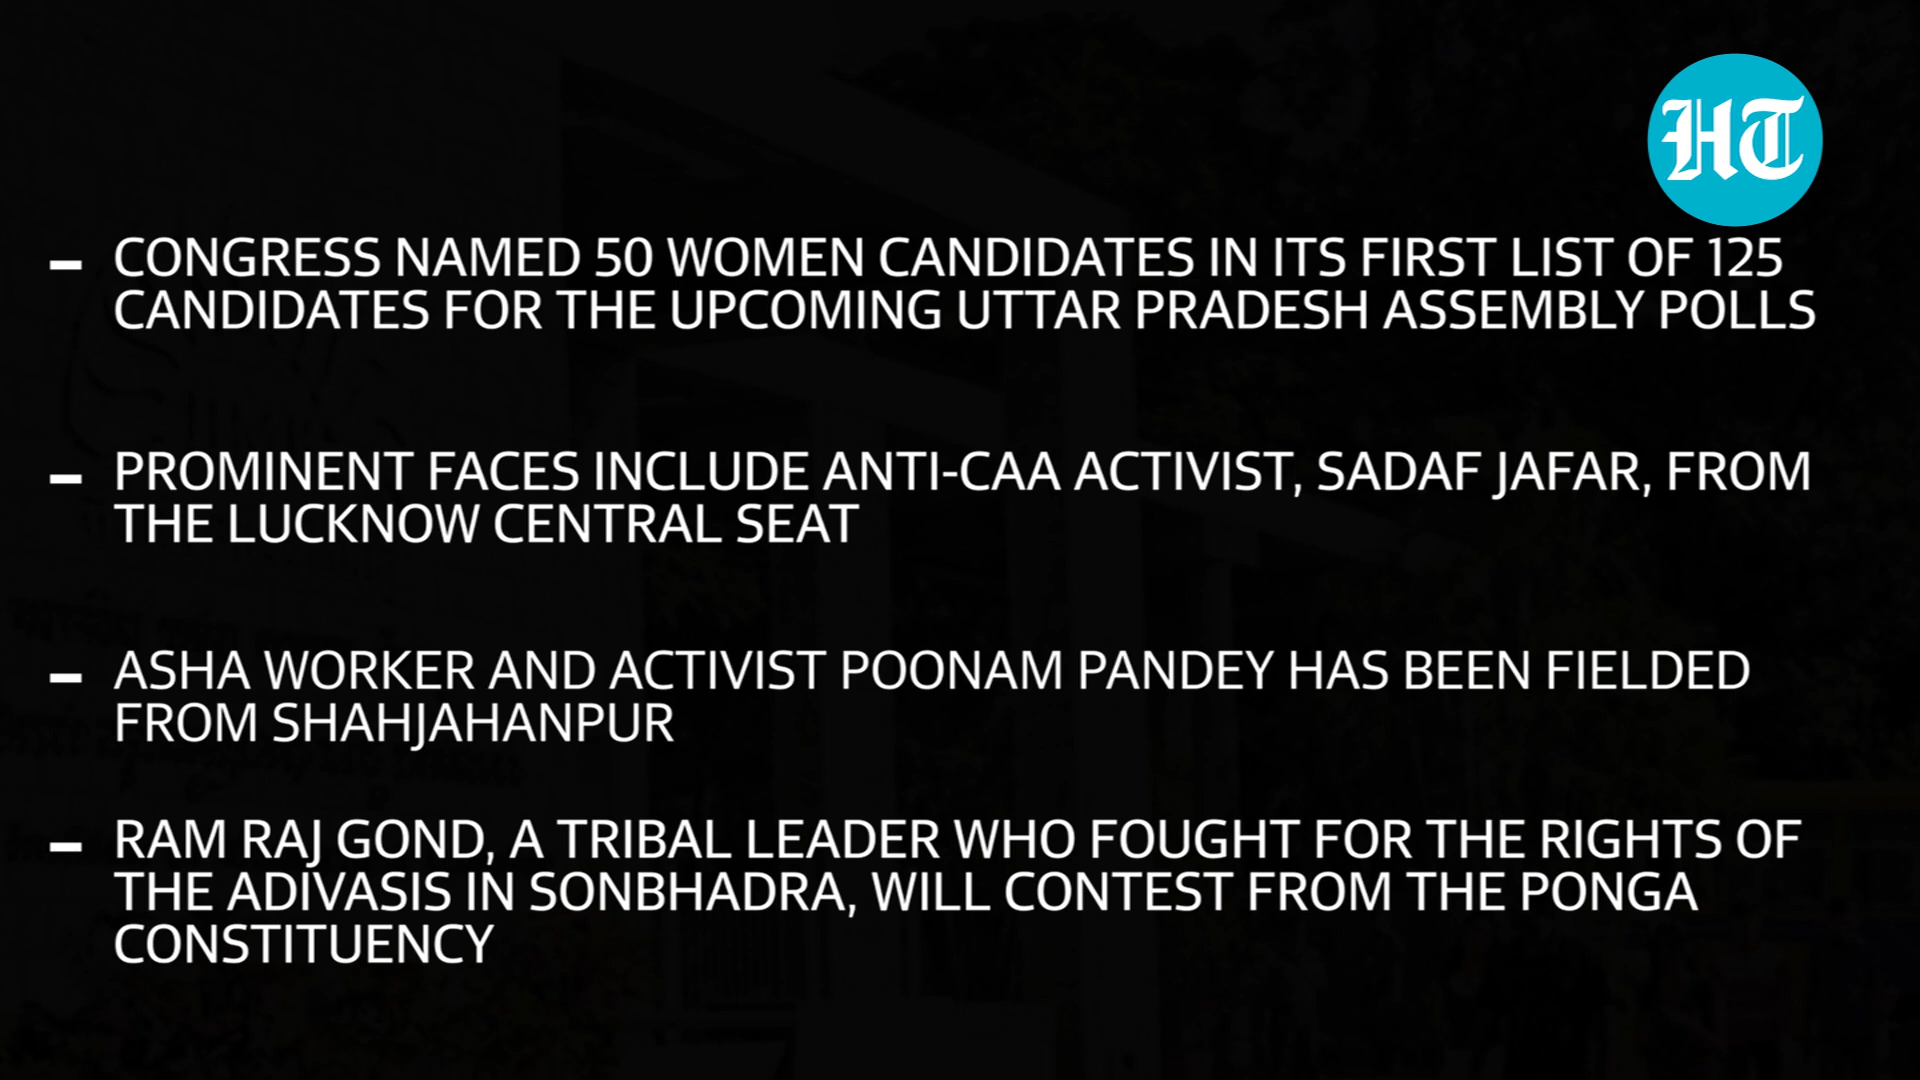 HT
- CONGRESS NAMED 50 WOMEN CANDIDATES IN ITS FIRST LIST OF 125
CANDIDATES FOR THE UPCOMING UTTAR PRADESH ASSEMBLY POLLS
- PROMINENT FACES INCLUDE ANTI-CAA ACTIVIST, SADAF JAFAR, FROM
THE LUCKNOW CENTRAL SEAT
- ASHA WORKER AND ACTIVIST POONAM PANDEY HAS BEEN FIELDED
FROM SHAHJAHANPUR
- RAM RAJ GOND, A TRIBAL LEADER WHO FOUGHT FOR THE RIGHTS OF
THE ADIVASIS IN SONBHADRA, WILL CONTEST FROM THE PONGA
CONSTITUENCY